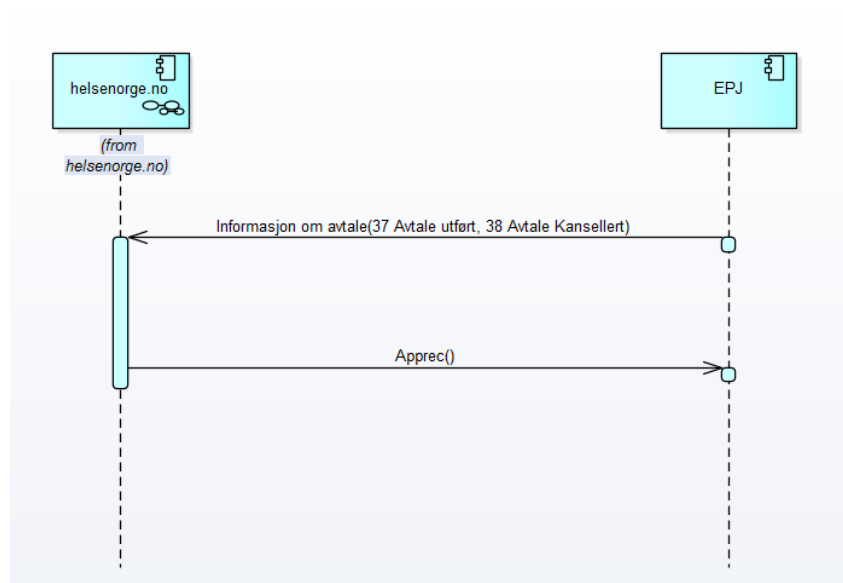 helsenorge.no
EPJ
(from
helsenorge.no)
Informasjon om avtale(37 Avtale utført, 38 Avtale Kansellert)
Apprec()